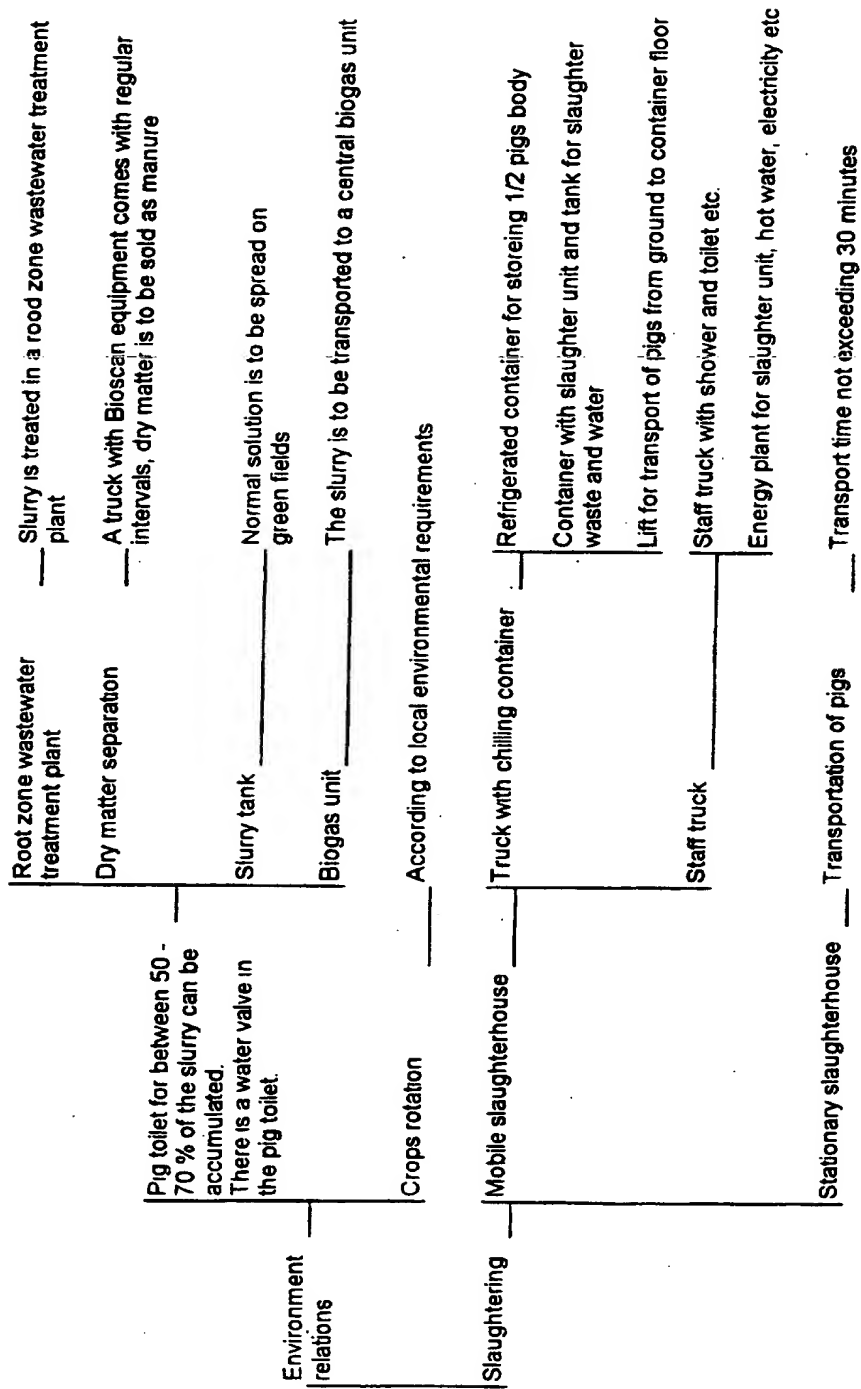 Environment
relations
Pig toilet for between 50 -
70 % of the slurry can be
accumulated.
There is a water valve in
the pig toilet.
Root zone wastewater
treatment plant
Slurry is treated in a rood zone wastewater treatment
plant
Dry matter separation
A truck with Bioscan equipment comes with regular
intervals, dry matter is to be sold as manure
Slurry tank
Normal solution is to be spread on
green fields
Biogas unit
The slurry is to be transported to a central biogas unit
Crops rotation
According to local environmental requirements
Slaughtering
Mobile slaughterhouse
Truck with chilling container
Refrigerated container for storeing 1/2 pigs body
Container with slaughter unit and tank for slaughter
waste and water
Lift for transport of pigs from ground to container floor
Staff truck
Staff truck with shower and toilet etc.
Energy plant for slaughter unit, hot water, electricity etc
Stationary slaughterhouse
Transportation of pigs
Transport time not exceeding 30 minutes